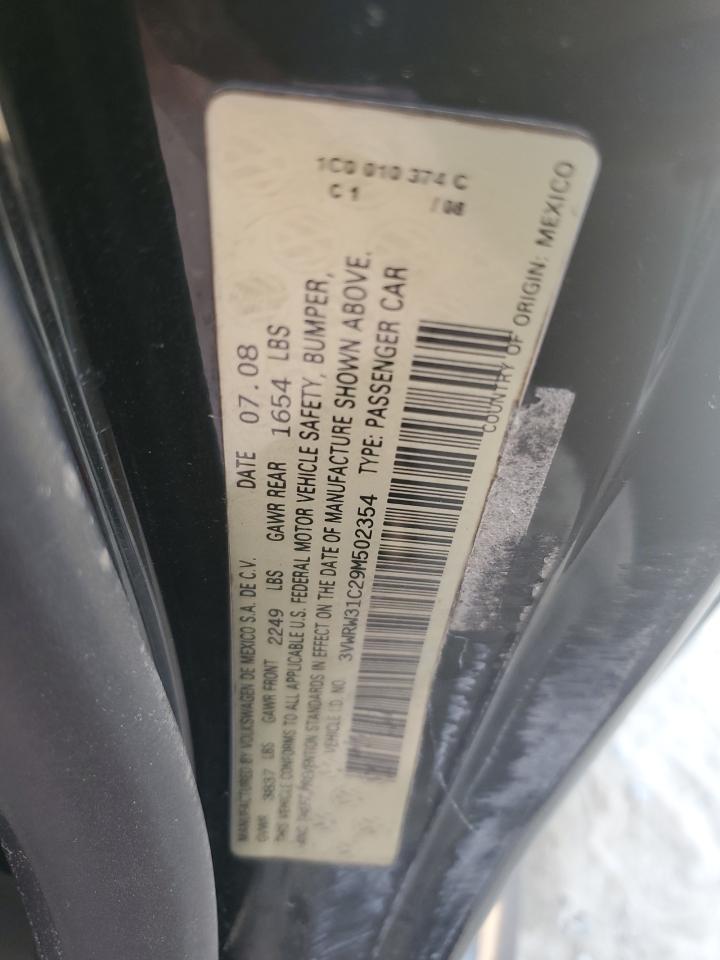 MANUFACTURED BY VOLKSWAGEN DE MEXICO S.A. DE C.V. DATE 07.08
GVWR 3837 LBS GAWR FRONT 2249 LBS GAWR REAR 1654 LBS
THIS VEHICLE CONFORMS TO ALL APPLICABLE U.S. FEDERAL MOTOR VEHICLE SAFETY, BUMPER,
AND THEFT PREVENTION STANDARDS IN EFFECT ON THE DATE OF MANUFACTURE SHOWN ABOVE.
VEHICLE I.D. NO. 3VWRW31C29M502354 TYPE: PASSENGER CAR
COUNTRY OF ORIGIN: MEXICO
1C0 010 374 C
C 1 / 08